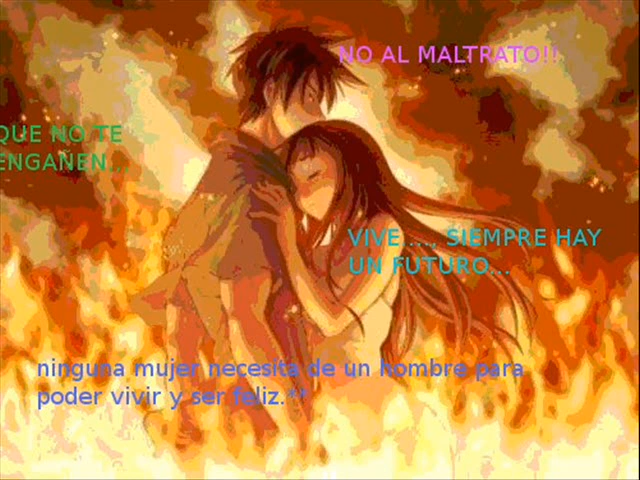 NO AL MALTRATO!!
QUE NO TE
ENGAÑEN...
VIVE ..., SIEMPRE HAY
UN FUTURO...
ninguna mujer necesita de un hombre para
poder vivir y ser feliz.**